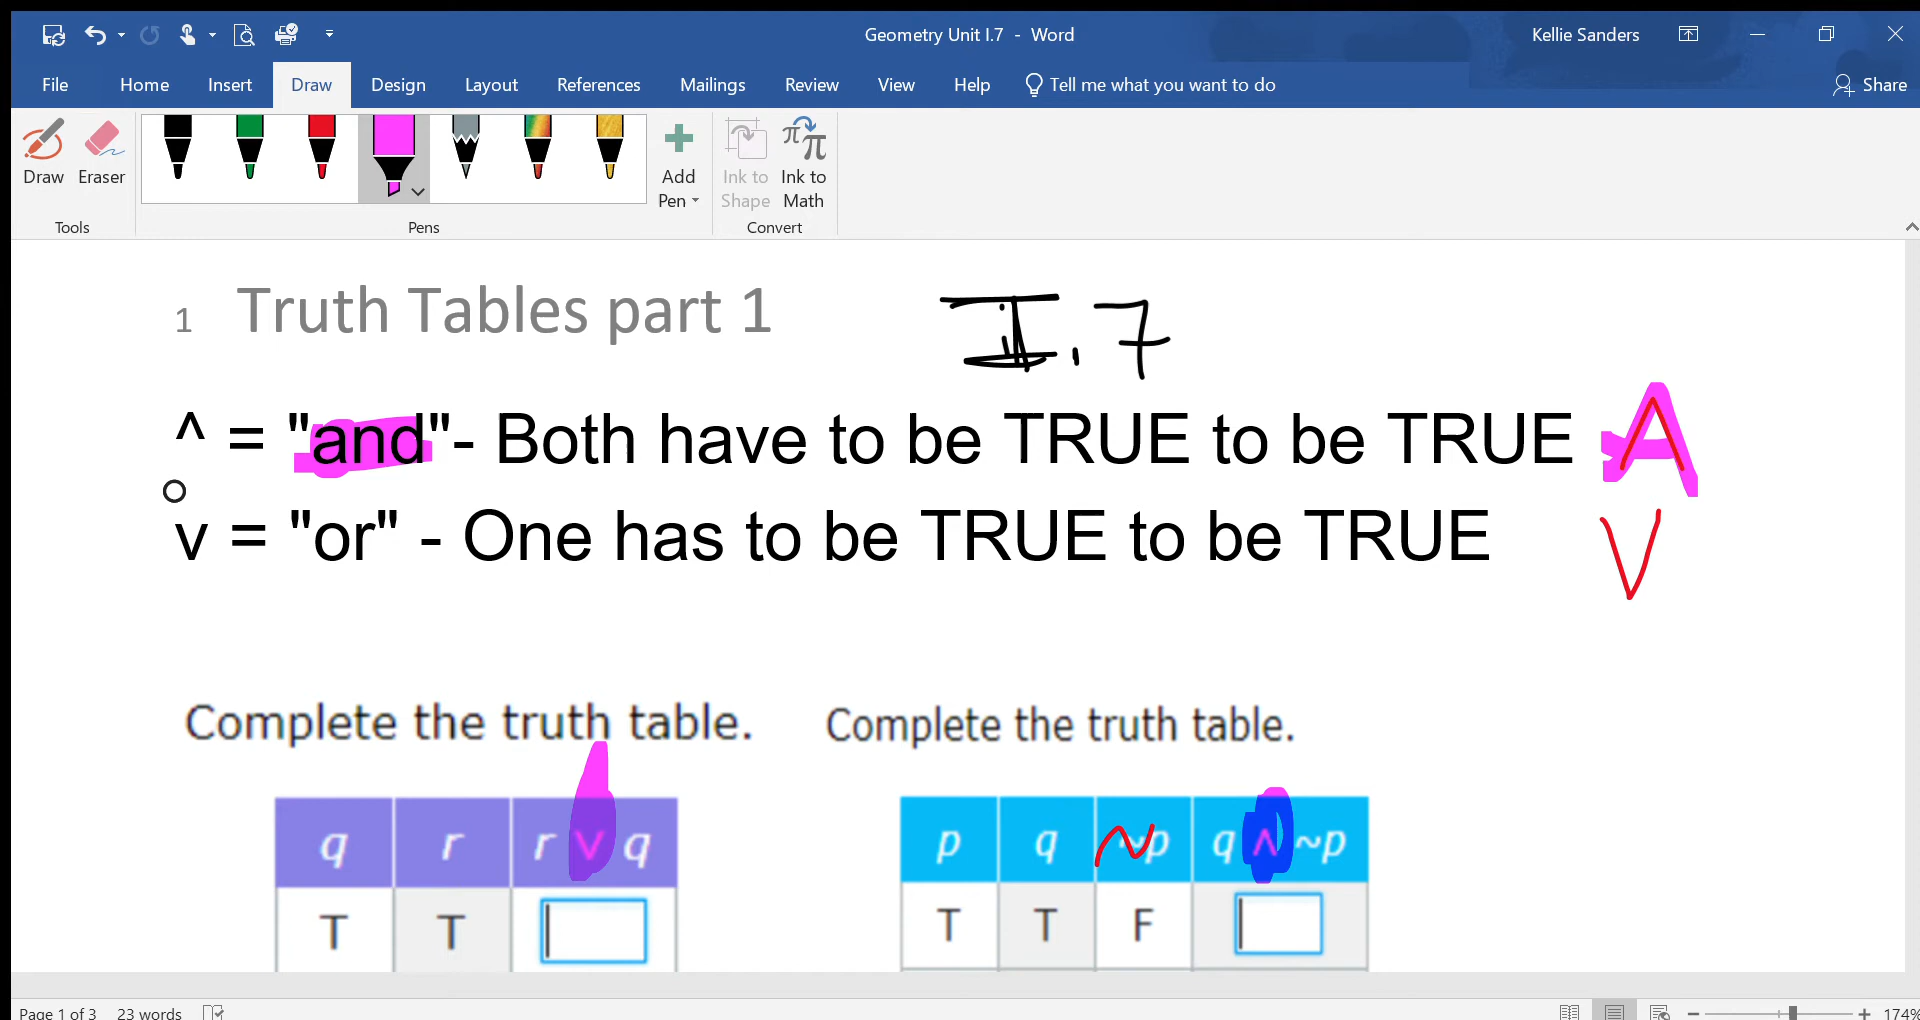 Geometry Unit I.7 - Word
Kellie Sanders
File Home Insert Draw Design Layout References Mailings Review View Help Tell me what you want to do Share
Draw Eraser
Add Pen
Ink to Shape
Ink to Math
Tools Pens Convert
1 Truth Tables part 1
I.7
^ = "and"- Both have to be TRUE to be TRUE Λ
v = "or" - One has to be TRUE to be TRUE V
Complete the truth table.
q r r ∨ q
T T
Complete the truth table.
p q ~p q ∧ ~p
T T F
Page 1 of 3 23 words
174%